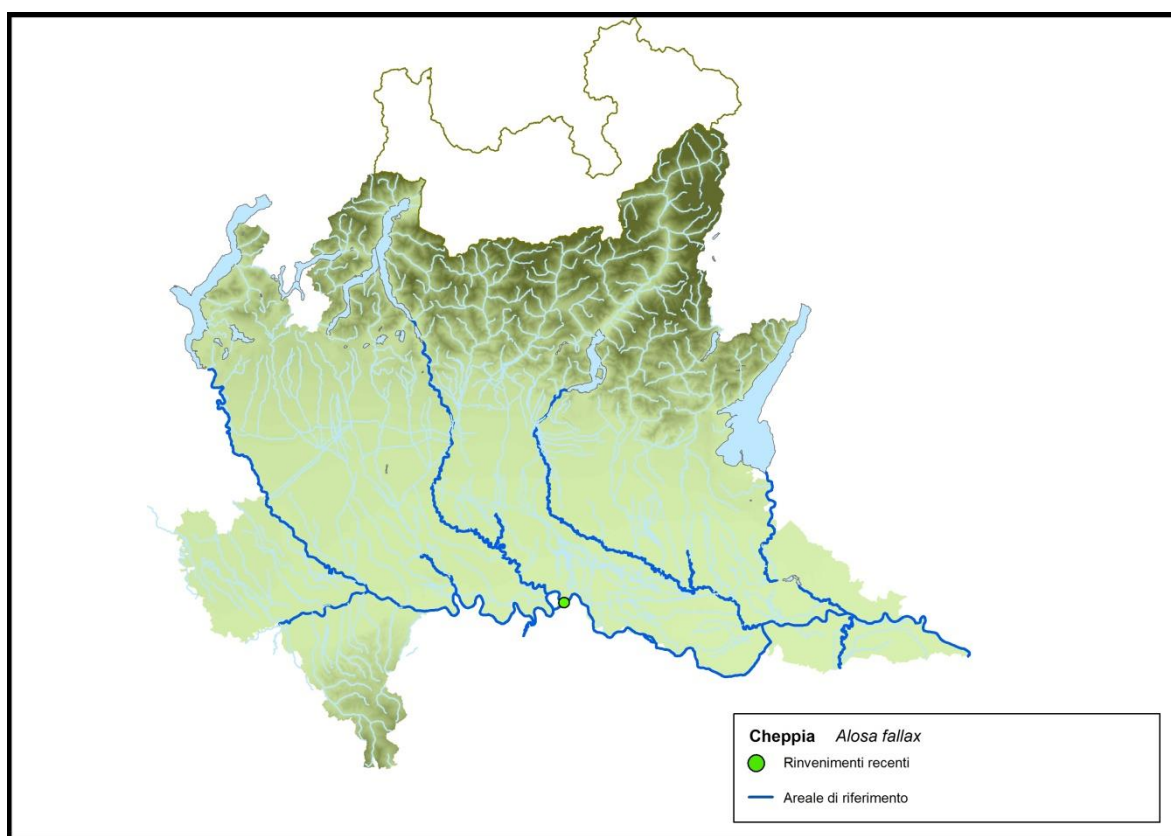 Cheppia Alosa fallax
Rinvenimenti recenti
Areale di riferimento